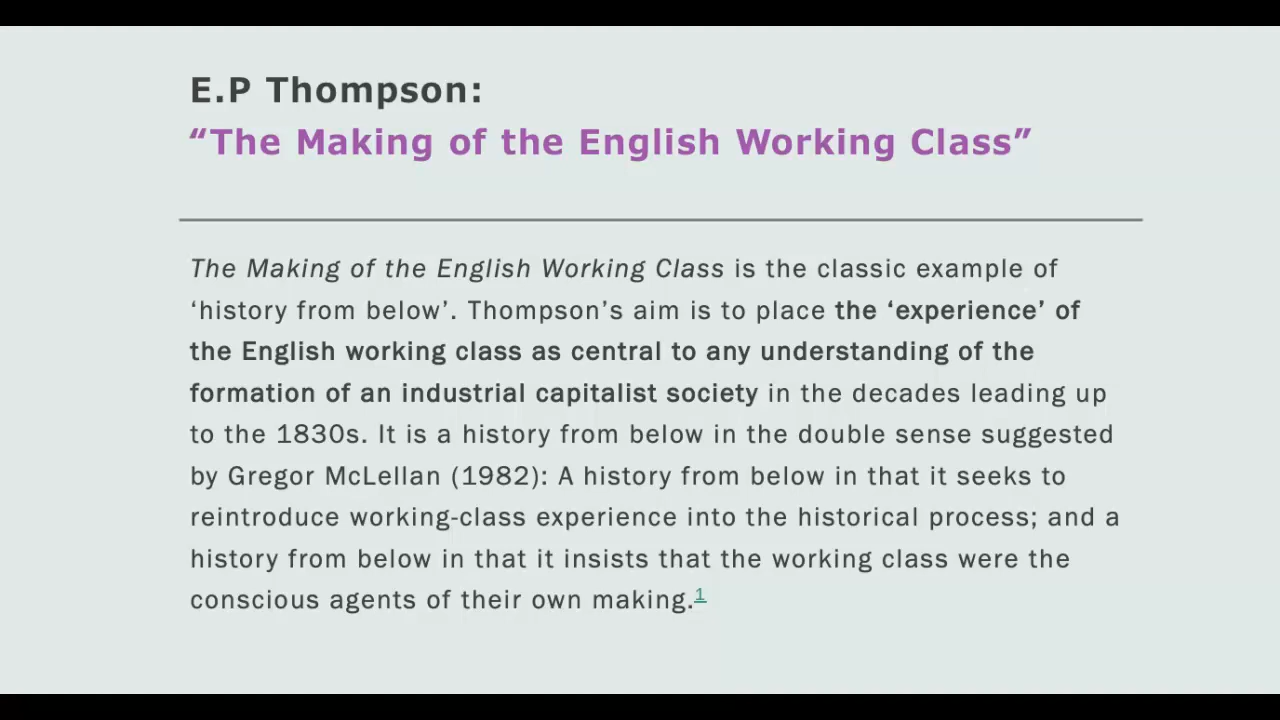 E.P Thompson:
“The Making of the English Working Class”
The Making of the English Working Class is the classic example of
‘history from below’. Thompson’s aim is to place the ‘experience’ of
the English working class as central to any understanding of the
formation of an industrial capitalist society in the decades leading up
to the 1830s. It is a history from below in the double sense suggested
by Gregor McLellan (1982): A history from below in that it seeks to
reintroduce working-class experience into the historical process; and a
history from below in that it insists that the working class were the
conscious agents of their own making.1